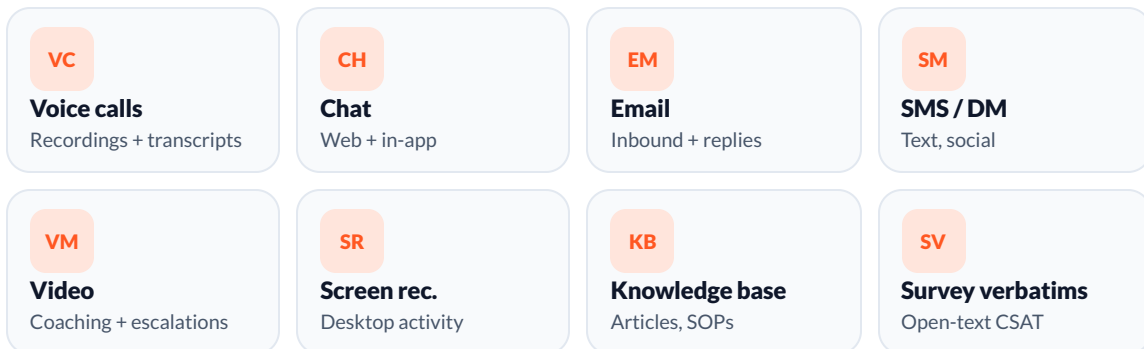 VC
Voice calls
Recordings + transcripts
CH
Chat
Web + in-app
EM
Email
Inbound + replies
SM
SMS / DM
Text, social
VM
Video
Coaching + escalations
SR
Screen rec.
Desktop activity
KB
Knowledge base
Articles, SOPs
SV
Survey verbatims
Open-text CSAT